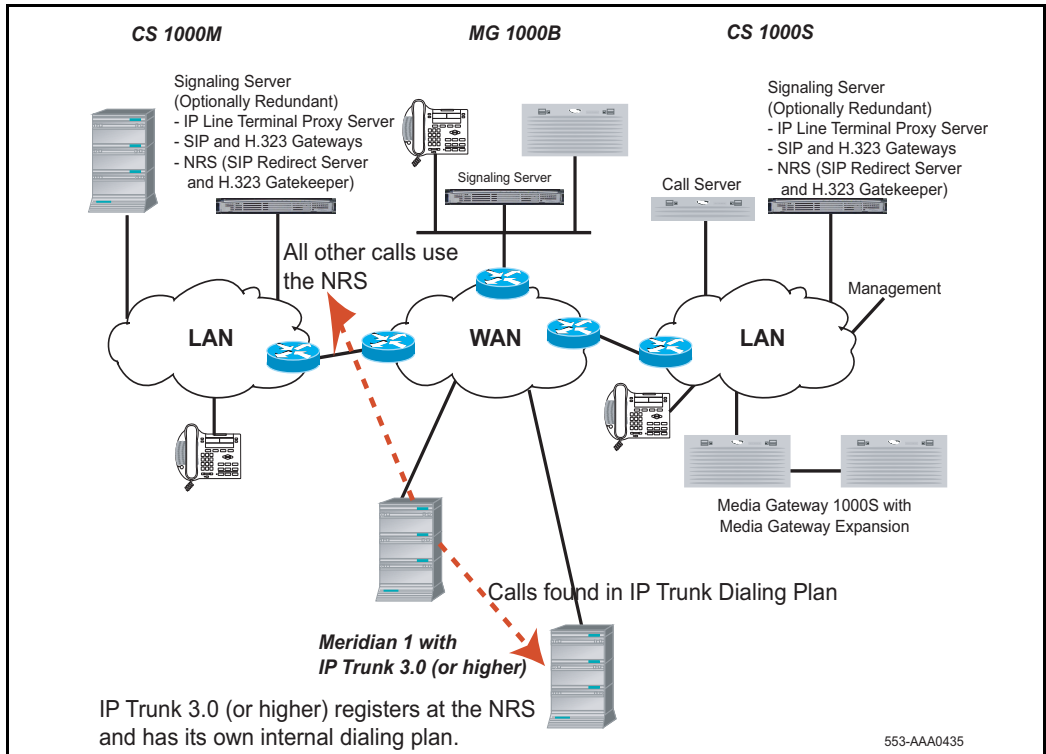 CS 1000M
MG 1000B
CS 1000S
Signaling Server
(Optionally Redundant)
- IP Line Terminal Proxy Server
- SIP and H.323 Gateways
- NRS (SIP Redirect Server
and H.323 Gatekeeper)
Signaling Server
Signaling Server
(Optionally Redundant)
- IP Line Terminal Proxy Server
- SIP and H.323 Gateways
- NRS (SIP Redirect Server
and H.323 Gatekeeper)
Call Server
All other calls use
the NRS
Management
LAN
WAN
LAN
Media Gateway 1000S with
Media Gateway Expansion
Calls found in IP Trunk Dialing Plan
Meridian 1 with
IP Trunk 3.0 (or higher)
IP Trunk 3.0 (or higher) registers at the NRS
and has its own internal dialing plan.
553-AAA0435